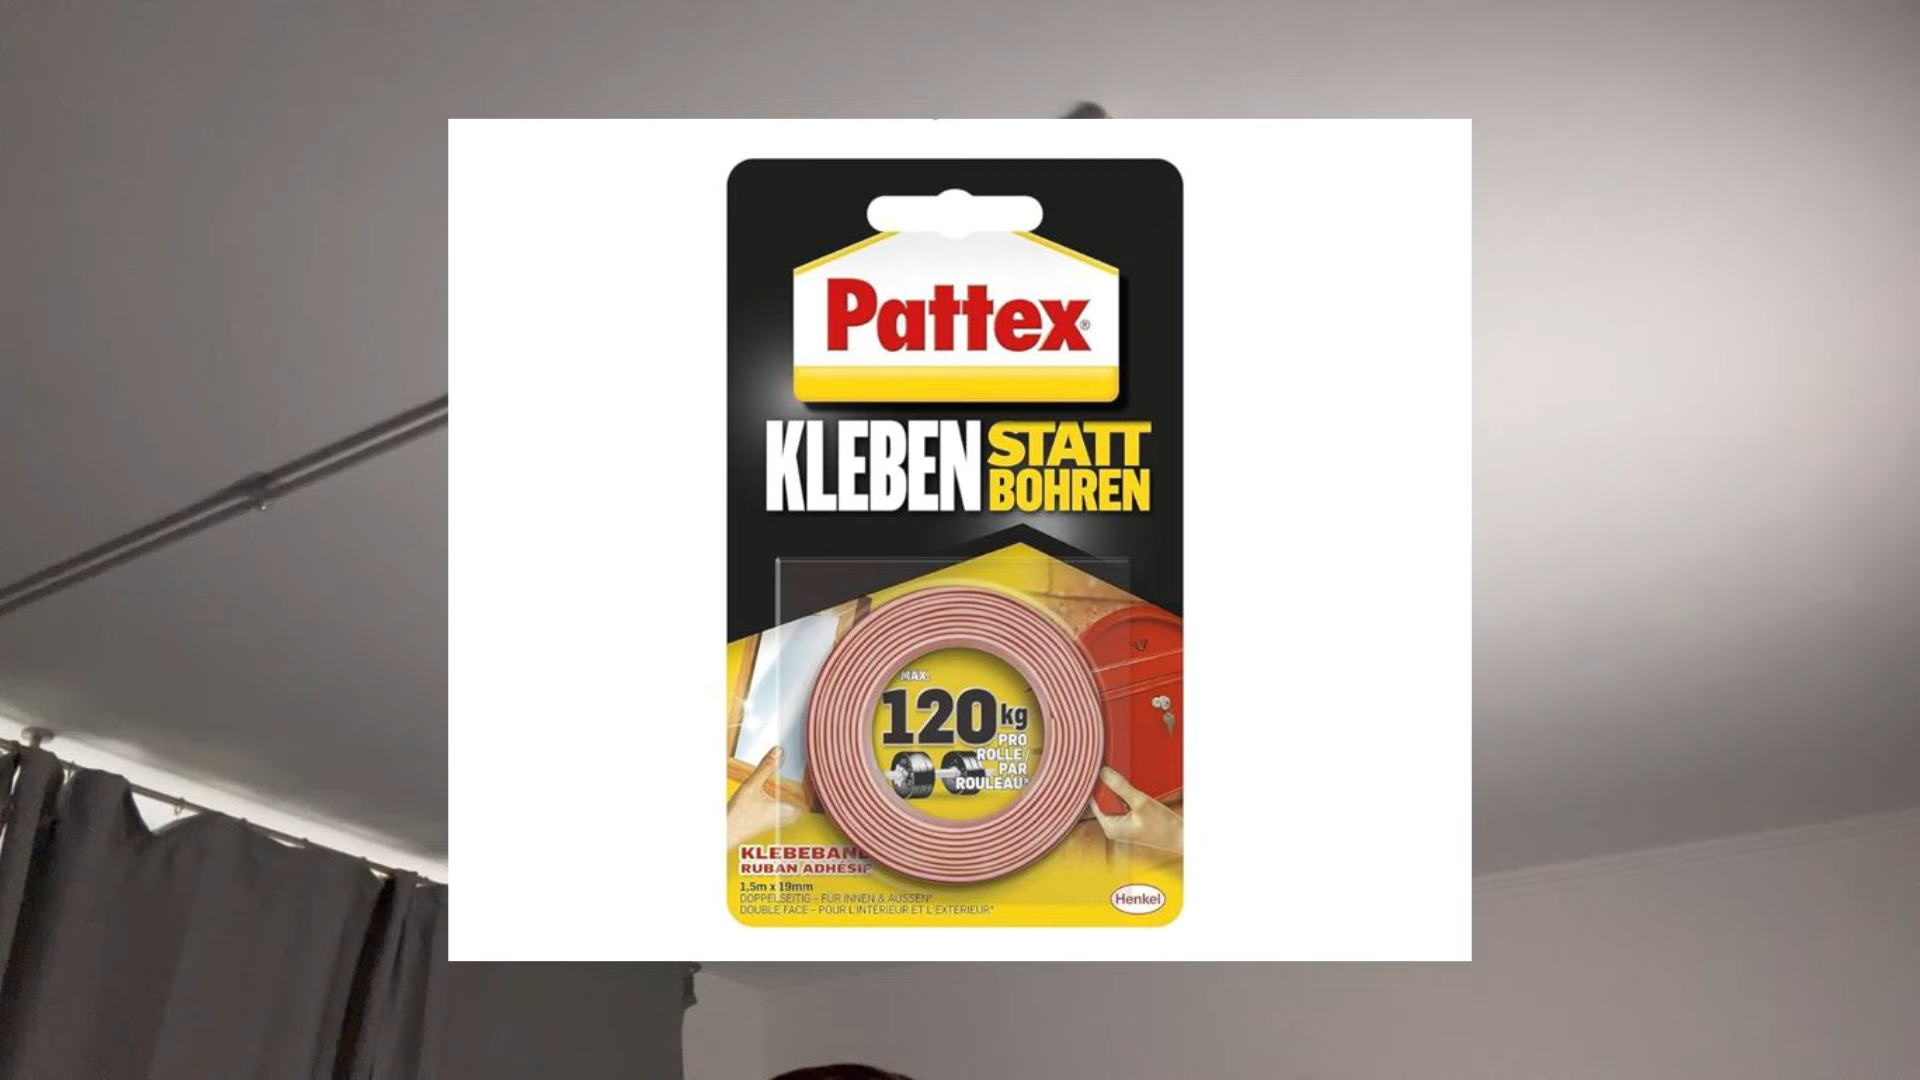 Pattex®
KLEBEN STATT
BOHREN
MAX.
120kg
PRO
ROLLE/
PAR
ROULEAU*
KLEBEBAND
RUBAN ADHÉSIF
1,5m x 19mm
DOPPELSEITIG – FÜR INNEN & AUSSEN*
DOUBLE FACE – POUR L'INTÉRIEUR ET L'EXTÉRIEUR*
Henkel